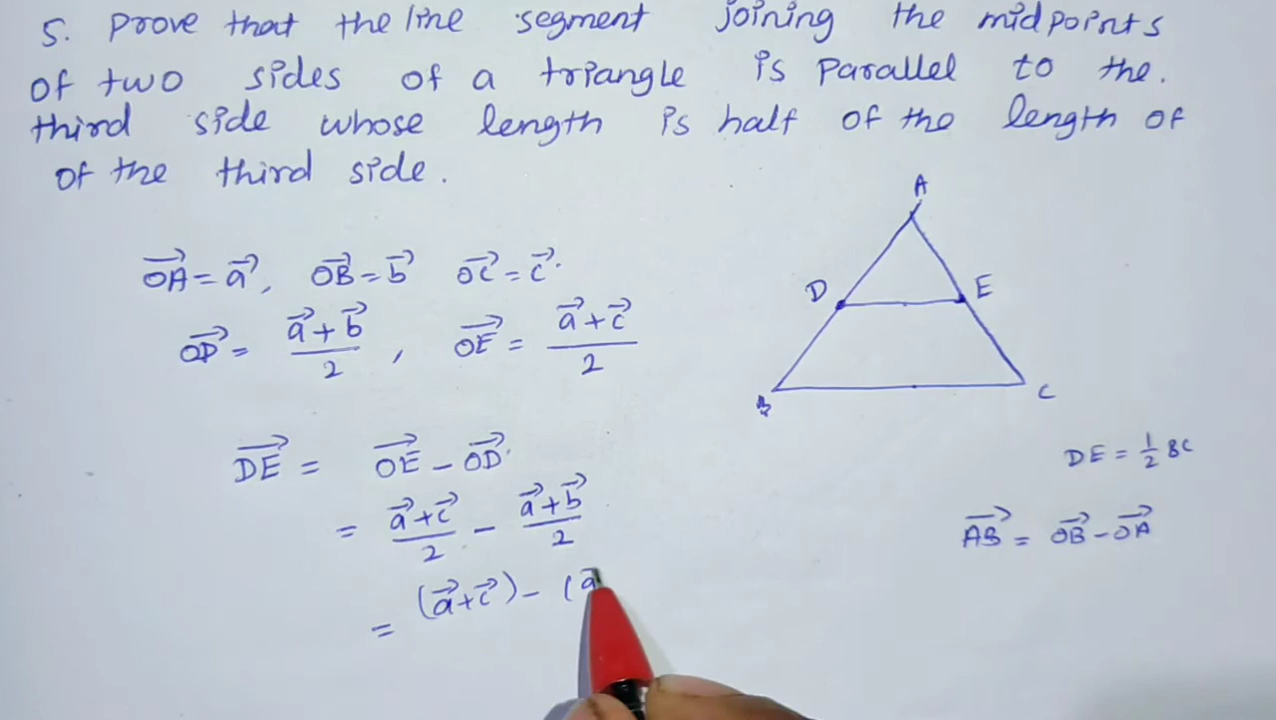 5. Prove that the line segment joining the midpoints
of two sides of a triangle is parallel to the.
third side whose length is half of the length of
of the third side.
A
D
E
B
C
OA⃗ = a⃗, OB⃗ = b⃗ OC⃗ = c⃗.
OD⃗ = (a⃗ + b⃗)/2 , OE⃗ = (a⃗ + c⃗)/2
DE⃗ = OE⃗ - OD⃗.
= (a⃗ + c⃗)/2 - (a⃗ + b⃗)/2
= (a⃗ + c⃗) - (a⃗
DE = 1/2 BC
AB⃗ = OB⃗ - OA⃗